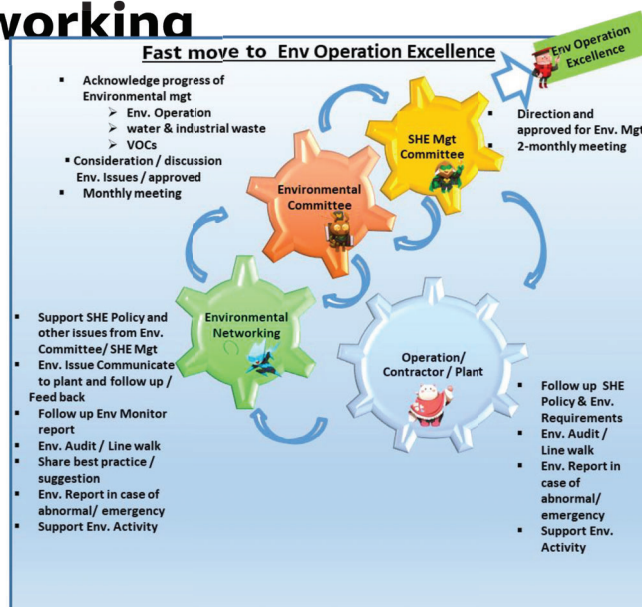 working
Fast move to Env Operation Excellence
Env Operation
Excellence
▪ Acknowledge progress of
Environmental mgt
➢ Env. Operation
➢ water & industrial waste
➢ VOCs
▪ Consideration / discussion
Env. Issues / approved
▪ Monthly meeting
SHE Mgt
Committee
▪ Direction and
approved for Env. Mgt
▪ 2-monthly meeting
Environmental
Committee
Environmental
Networking
Operation/
Contractor / Plant
▪ Support SHE Policy and
other issues from Env.
Committee/ SHE Mgt
▪ Env. Issue Communicate
to plant and follow up /
Feed back
▪ Follow up Env Monitor
report
▪ Env. Audit / Line walk
▪ Share best practice /
suggestion
▪ Env. Report in case of
abnormal/ emergency
▪ Support Env. Activity
▪ Follow up SHE
Policy & Env.
Requirements
▪ Env. Audit /
Line walk
▪ Env. Report in
case of
abnormal/
emergency
▪ Support Env.
Activity